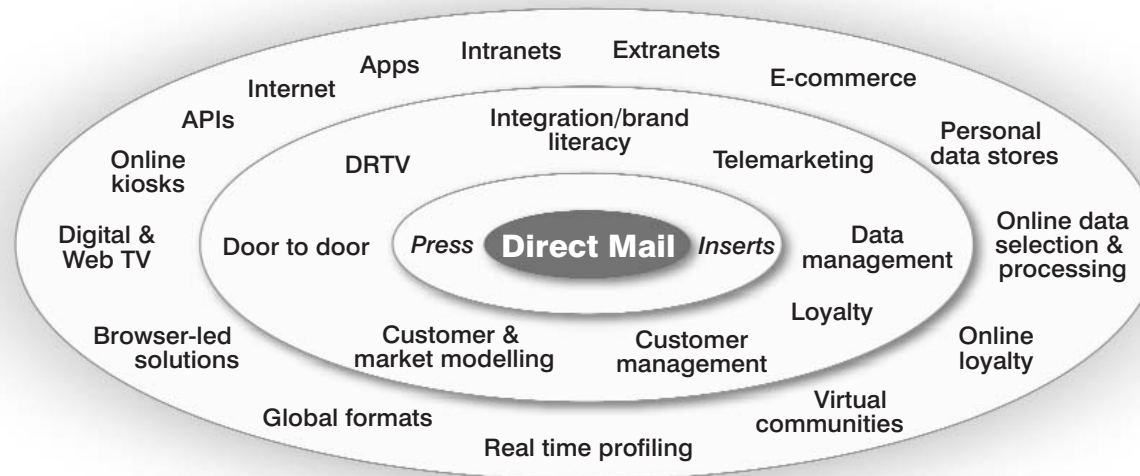 Intranets
Extranets
Apps
E-commerce
Internet
APIs
Integration/brand
literacy
Personal
data stores
Online
kiosks
DRTV
Telemarketing
Digital &
Web TV
Door to door
Press
Direct Mail
Inserts
Data
management
Online data
selection &
processing
Loyalty
Browser-led
solutions
Customer &
market modelling
Customer
management
Online
loyalty
Global formats
Virtual
communities
Real time profiling